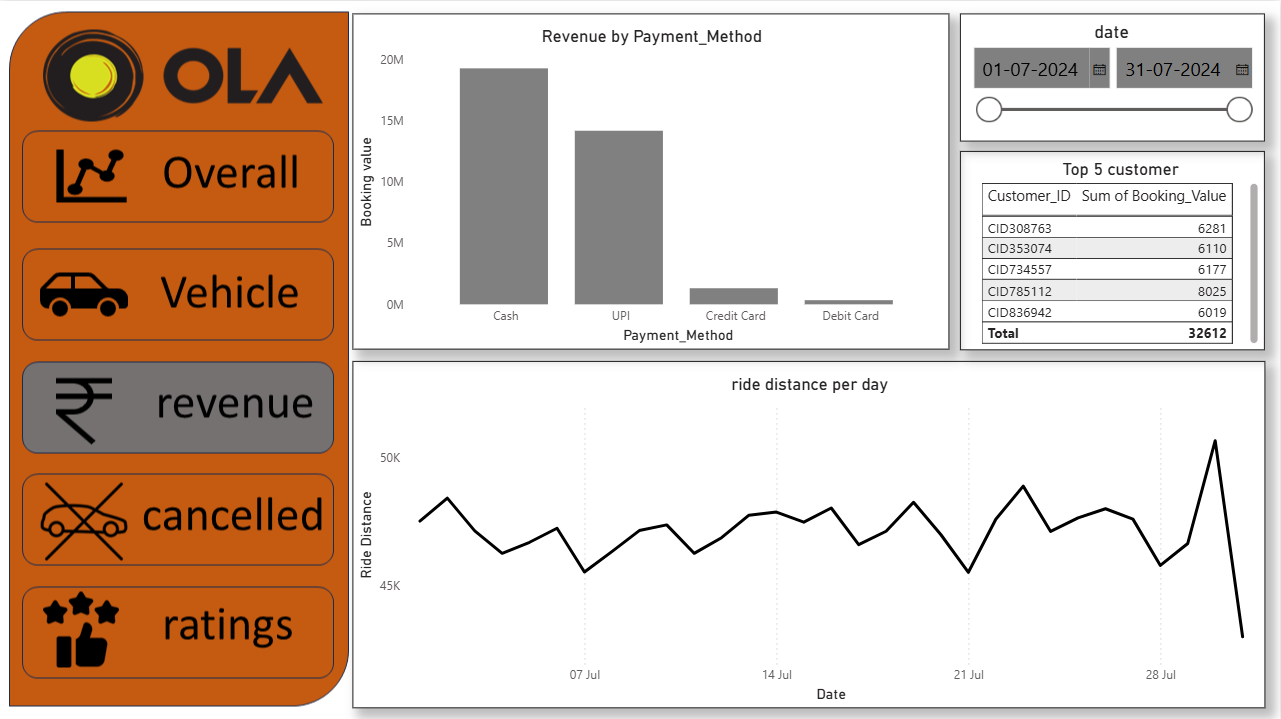 OLA
Overall
Vehicle
revenue
cancelled
ratings
Revenue by Payment_Method
Booking value
20M
15M
10M
5M
0M
Cash UPI Credit Card Debit Card
Payment_Method
date
01-07-2024 31-07-2024
Top 5 customer
Customer_ID Sum of Booking_Value
CID308763 6281
CID353074 6110
CID734557 6177
CID785112 8025
CID836942 6019
Total 32612
ride distance per day
Ride Distance
50K
45K
07 Jul 14 Jul 21 Jul 28 Jul
Date